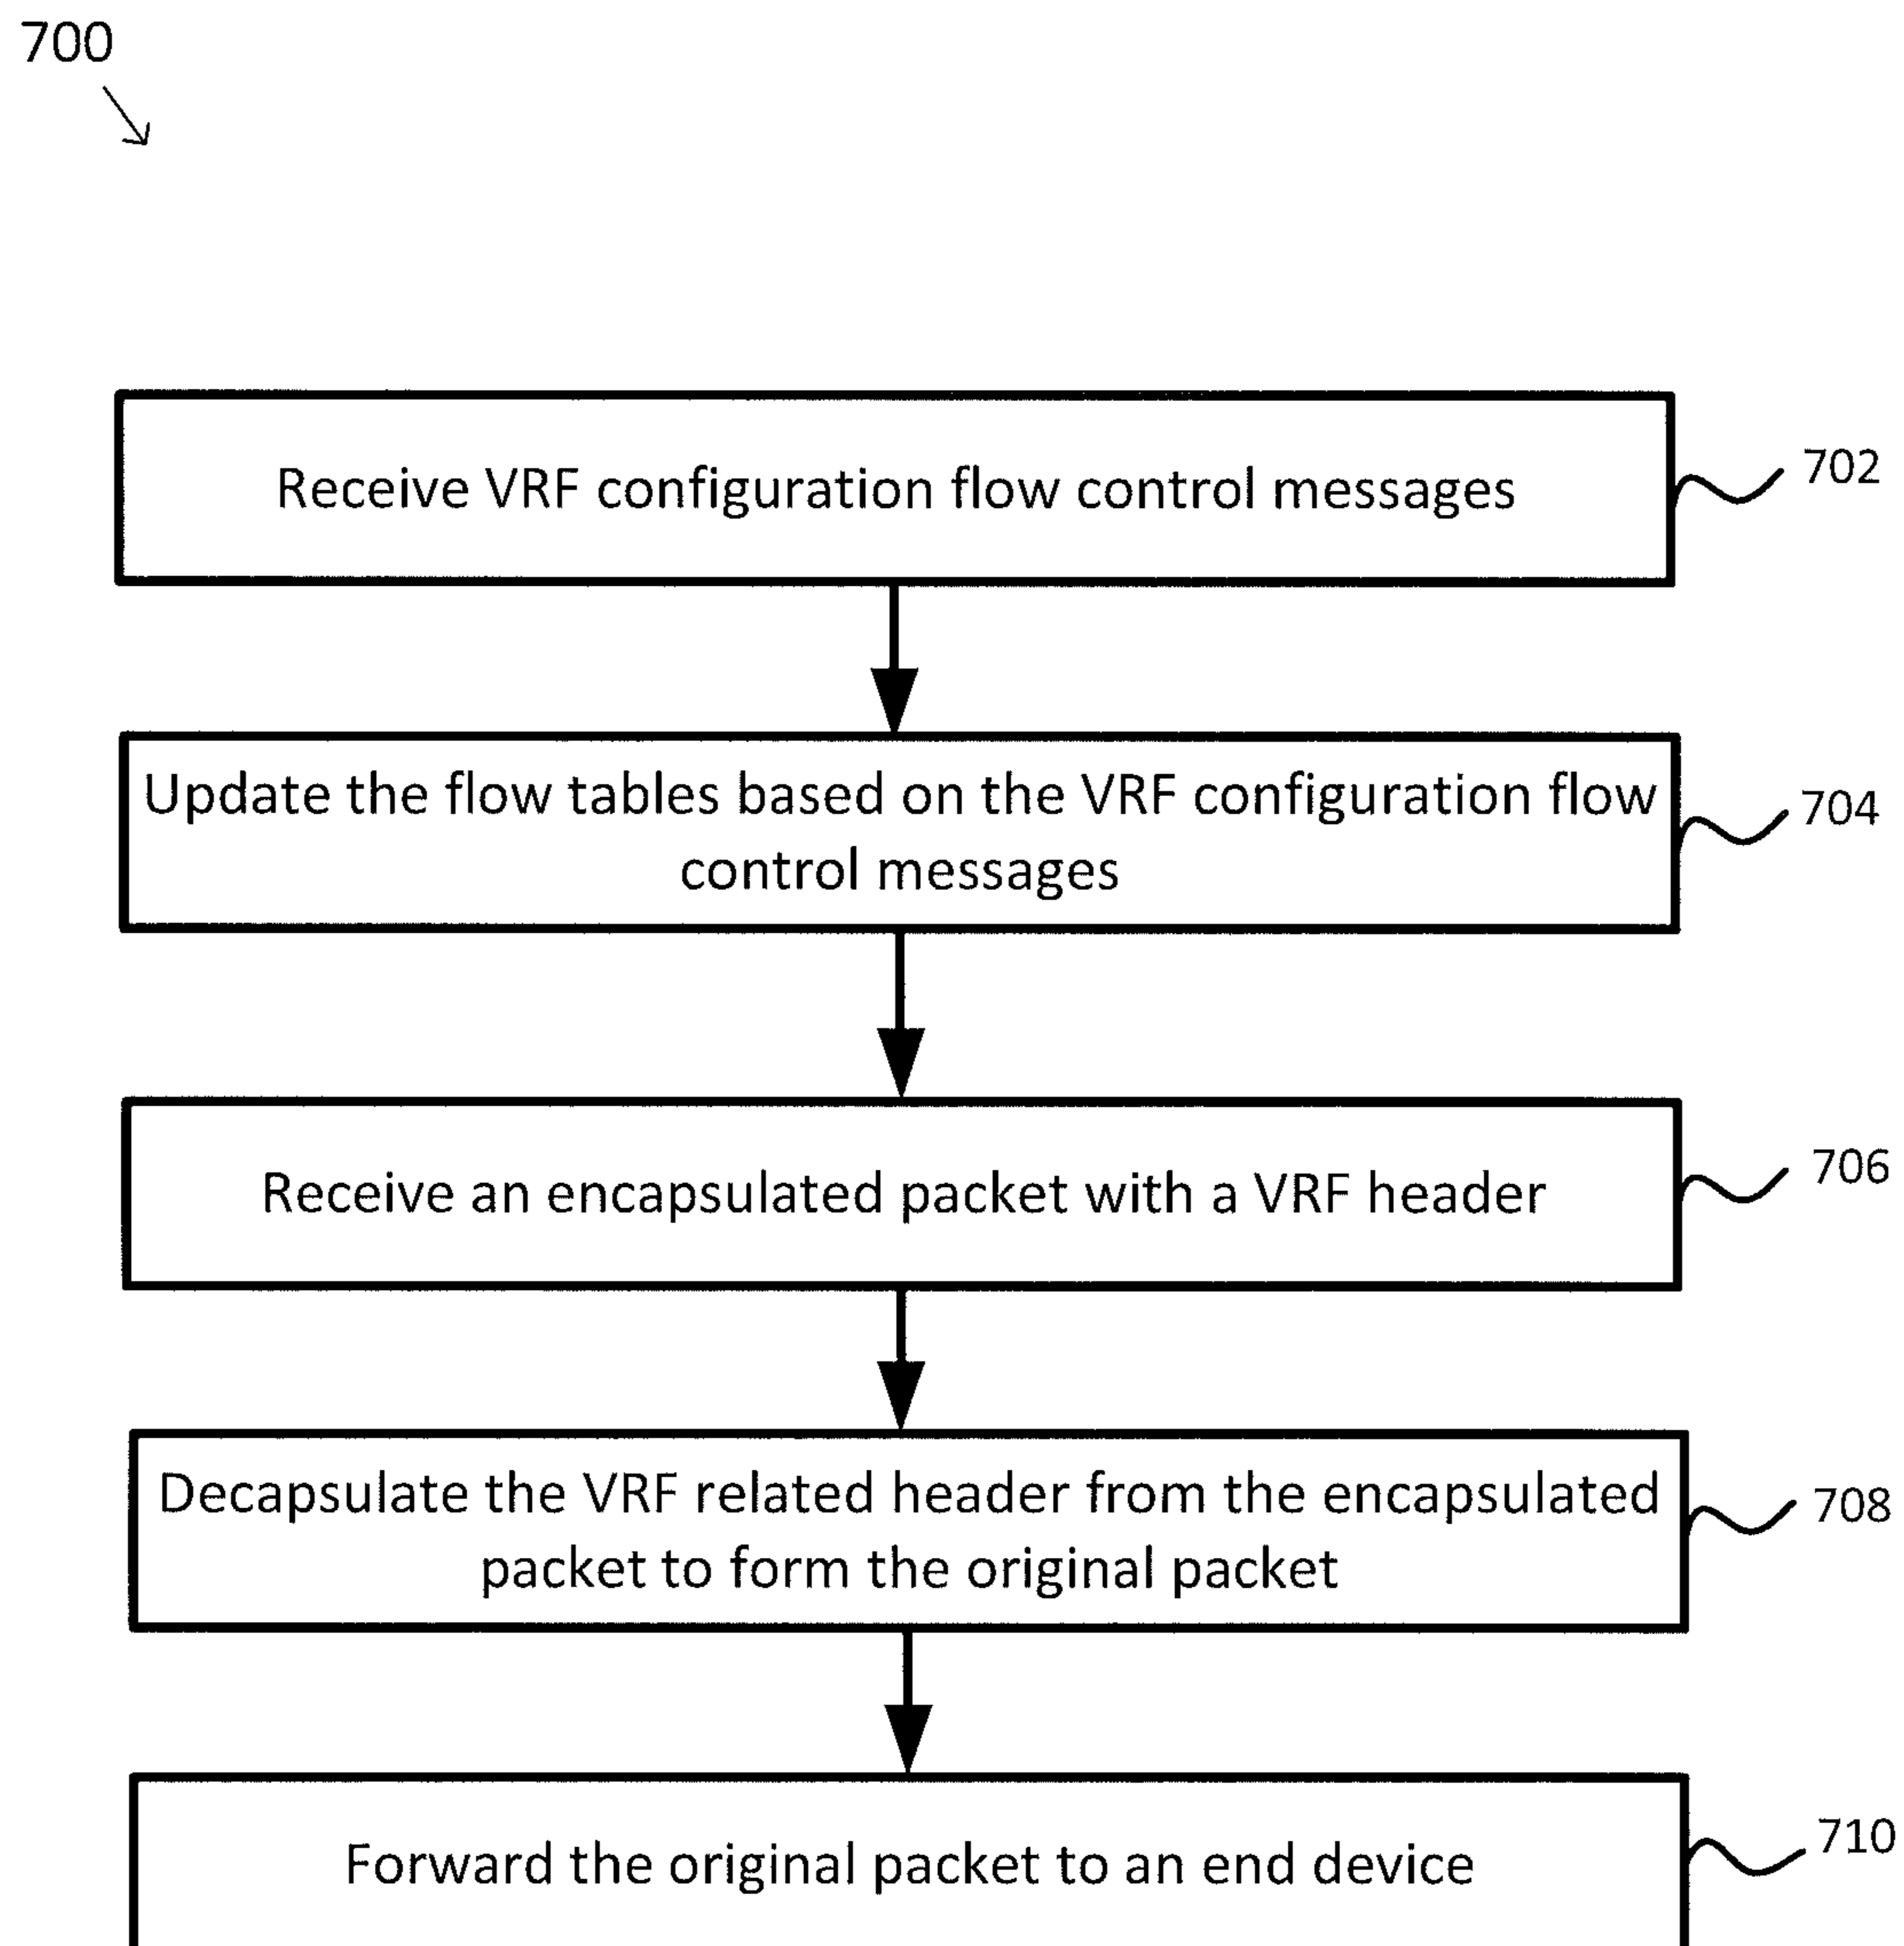 700
Receive VRF configuration flow control messages
702
Update the flow tables based on the VRF configuration flow
control messages
704
Receive an encapsulated packet with a VRF header
706
Decapsulate the VRF related header from the encapsulated
packet to form the original packet
708
Forward the original packet to an end device
710